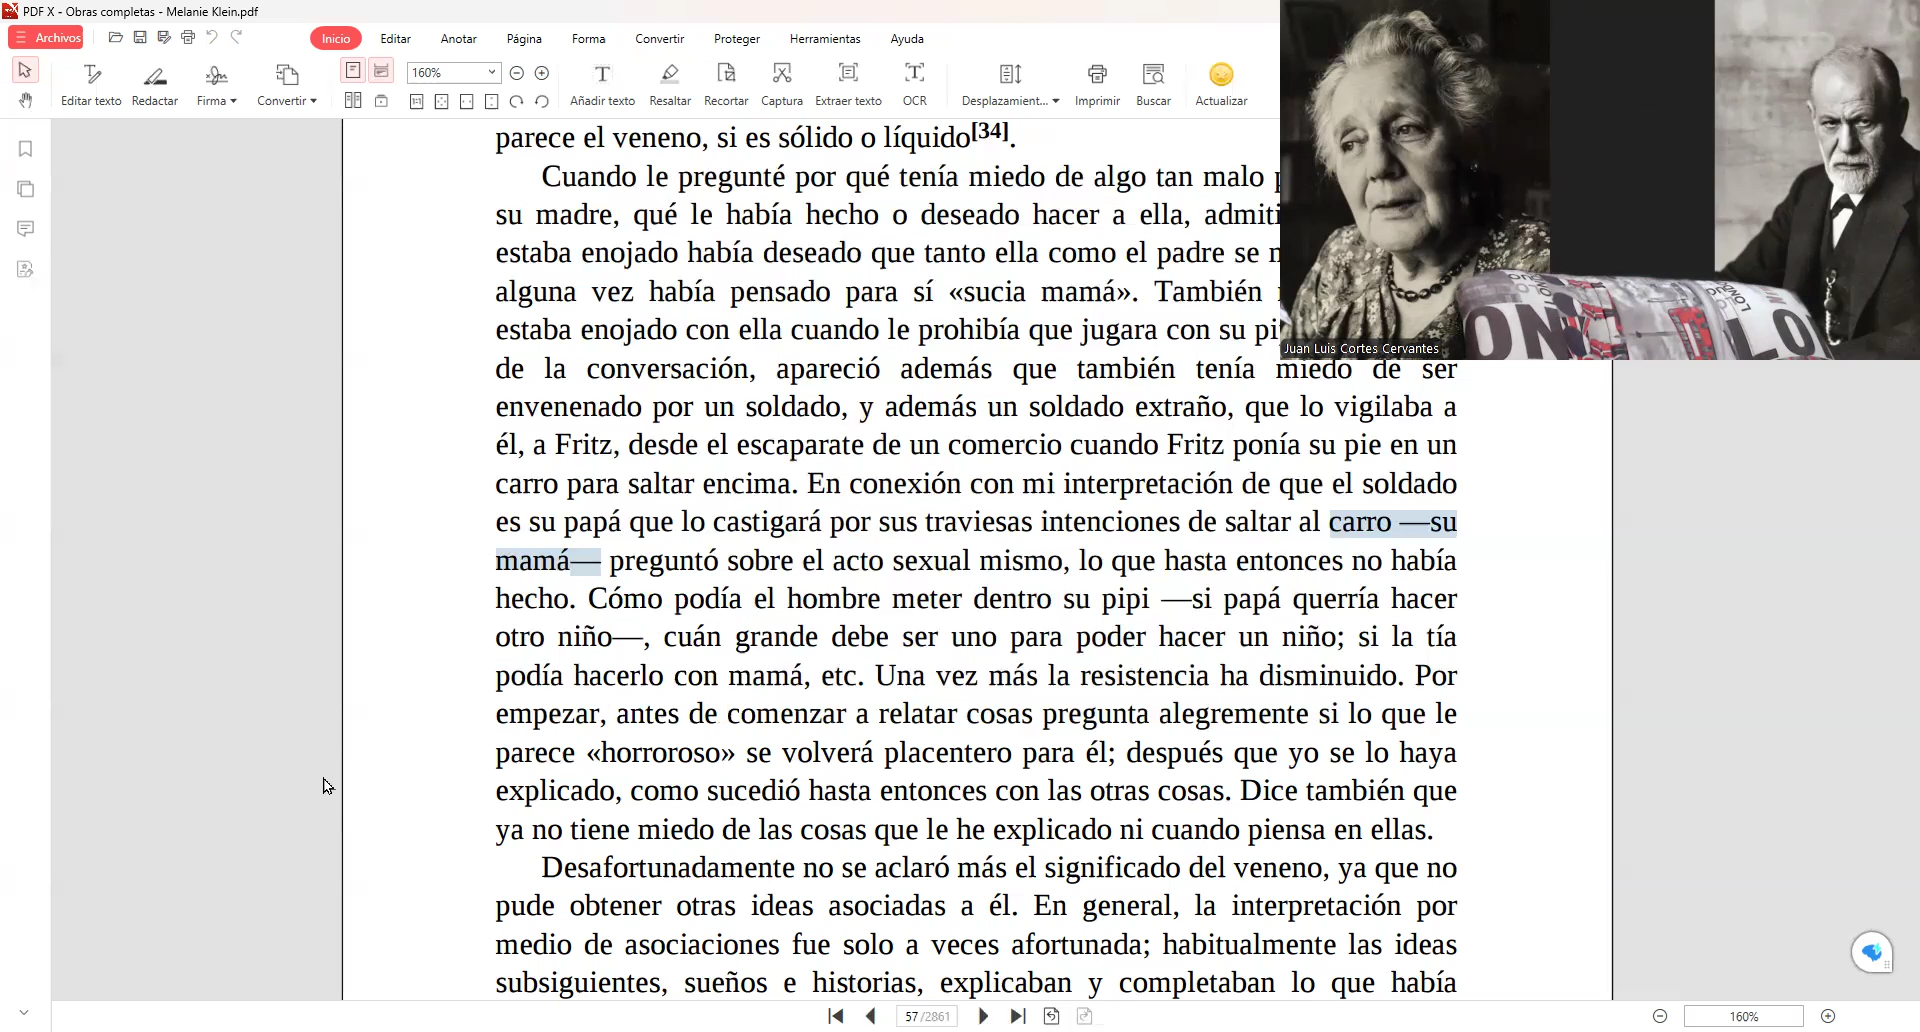 PDF X - Obras completas - Melanie Klein.pdf
Archivos
Inicio
Editar
Anotar
Página
Forma
Convertir
Proteger
Herramientas
Ayuda
160%
Editar texto
Redactar
Firma
Convertir
Añadir texto
Resaltar
Recortar
Captura
Extraer texto
OCR
Desplazamient...
Imprimir
Buscar
Actualizar
parece el veneno, si es sólido o líquido[34].
Cuando le pregunté por qué tenía miedo de algo tan malo
su madre, qué le había hecho o deseado hacer a ella,
estaba enojado había deseado que tanto ella como el padre se
alguna vez había pensado para sí «sucia mamá». También
estaba enojado con ella cuando le prohibía que jugara con su
de la conversación, apareció además que también tenía miedo de ser
envenenado por un soldado, y además un soldado extraño, que lo vigilaba a
él, a Fritz, desde el escaparate de un comercio cuando Fritz ponía su pie en un
carro para saltar encima. En conexión con mi interpretación de que el soldado
es su papá que lo castigará por sus traviesas intenciones de saltar al carro —su
mamá— preguntó sobre el acto sexual mismo, lo que hasta entonces no había
hecho. Cómo podía el hombre meter dentro su pipi —si papá querría hacer
otro niño—, cuán grande debe ser uno para poder hacer un niño; si la tía
podía hacerlo con mamá, etc. Una vez más la resistencia ha disminuido. Por
empezar, antes de comenzar a relatar cosas pregunta alegremente si lo que le
parece «horroroso» se volverá placentero para él; después que yo se lo haya
explicado, como sucedió hasta entonces con las otras cosas. Dice también que
ya no tiene miedo de las cosas que le he explicado ni cuando piensa en ellas.
Desafortunadamente no se aclaró más el significado del veneno, ya que no
pude obtener otras ideas asociadas a él. En general, la interpretación por
medio de asociaciones fue solo a veces afortunada; habitualmente las ideas
subsiguientes, sueños e historias, explicaban y completaban lo que había
Juan Luis Cortes Cervantes
57 /2861
160%